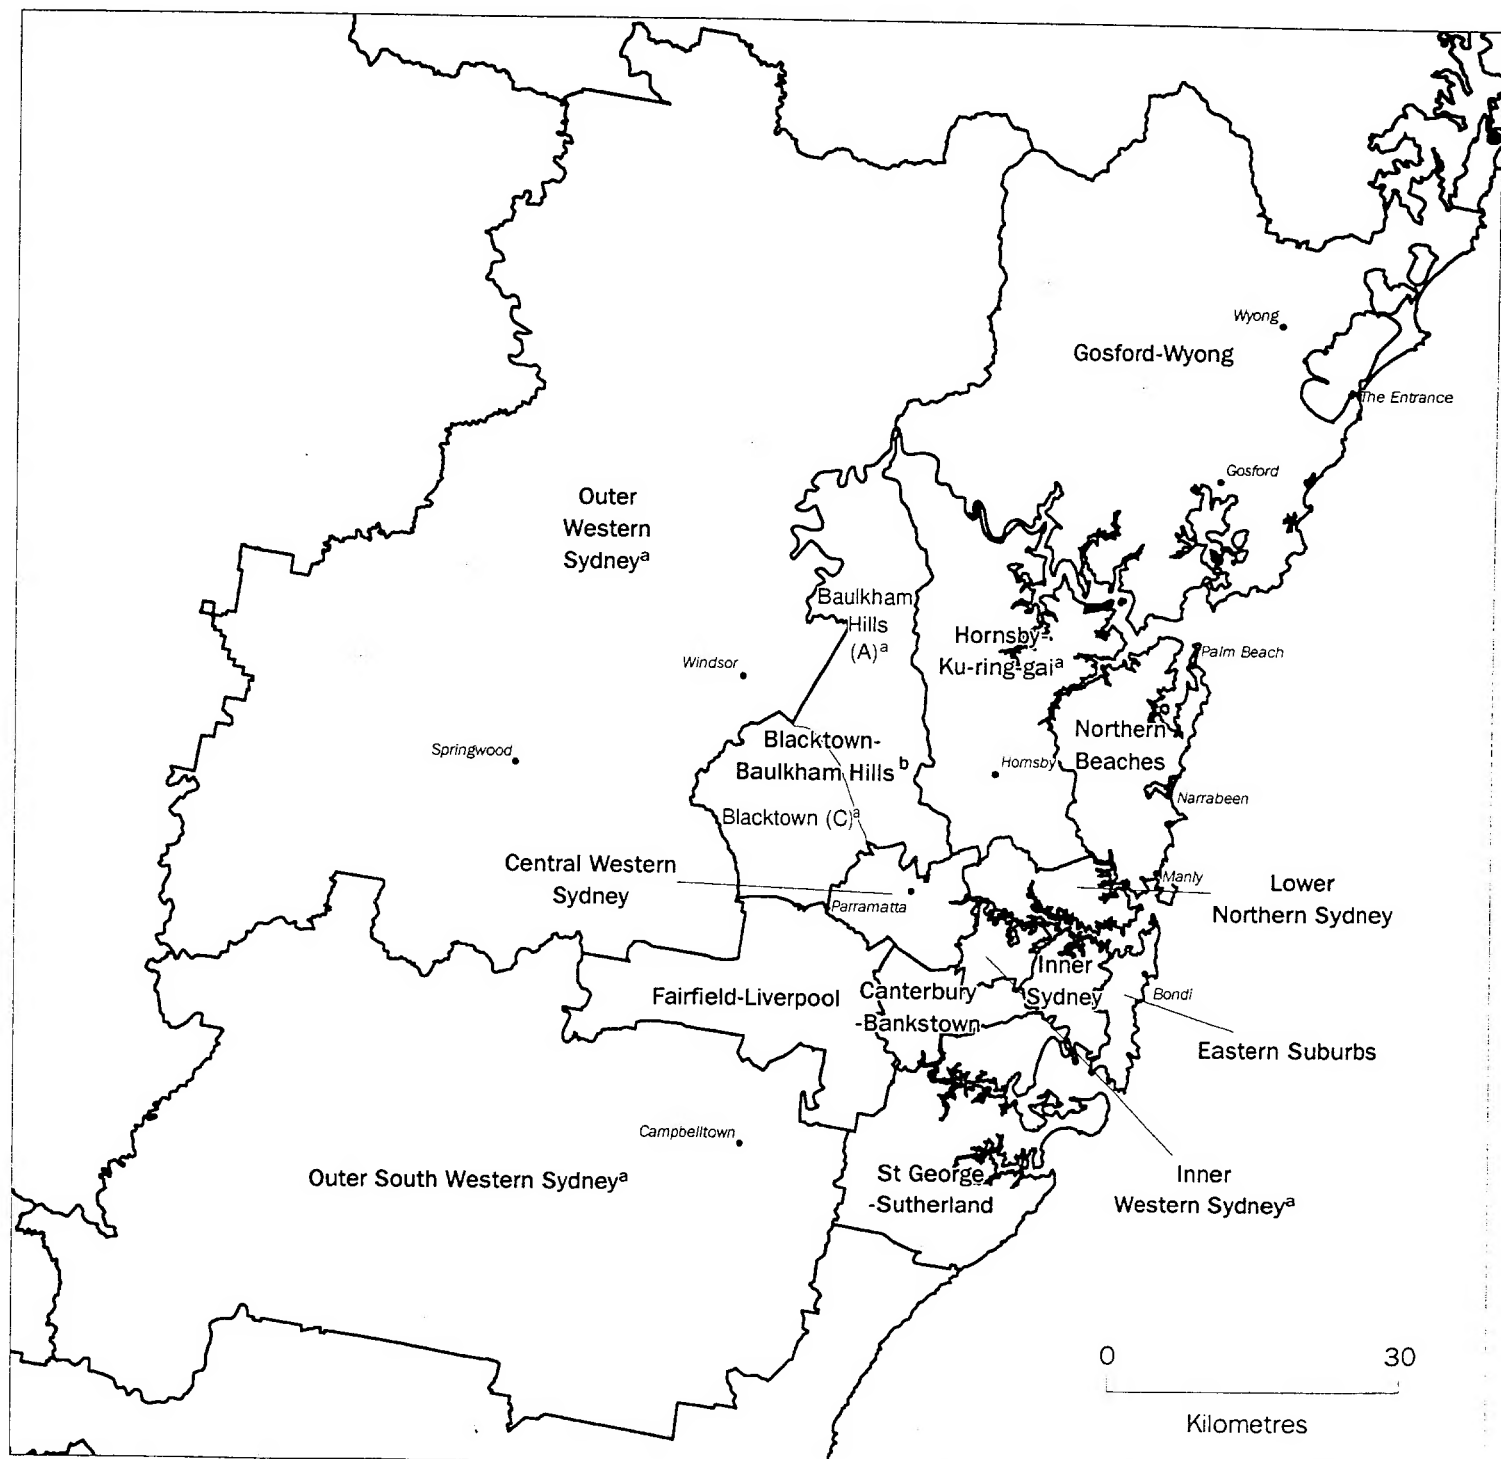 Wyong
Gosford-Wyong
The Entrance
Gosford
Outer
Western
Sydneyᵃ
Baulkham
Hills
(A)ᵃ
Hornsby-
Ku-ring-gaiᵃ
Palm Beach
Windsor
Northern
Beaches
Springwood
Blacktown-
Baulkham Hillsᵇ
Hornsby
Narrabeen
Blacktown (C)ᵃ
Central Western
Sydney
Parramatta
Manly
Lower
Northern Sydney
Inner
Sydney
Fairfield-Liverpool
Canterbury
-Bankstown
Bondi
Eastern Suburbs
Campbelltown
Outer South Western Sydneyᵃ
St George
-Sutherland
Inner
Western Sydneyᵃ
0 30
Kilometres